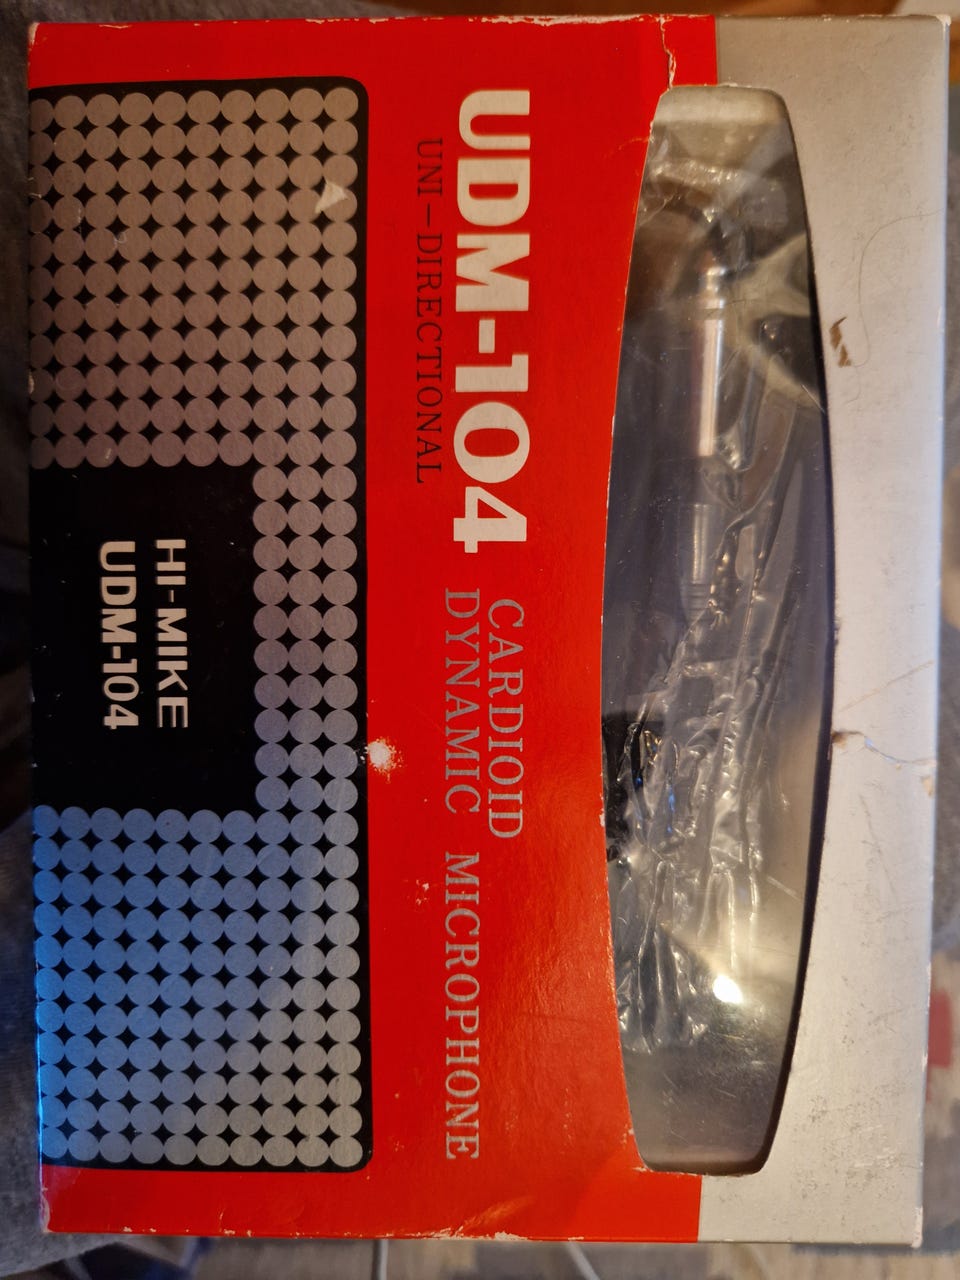 UDM-104
UNI-DIRECTIONAL
CARDIOID
DYNAMIC MICROPHONE
HI-MIKE
UDM-104